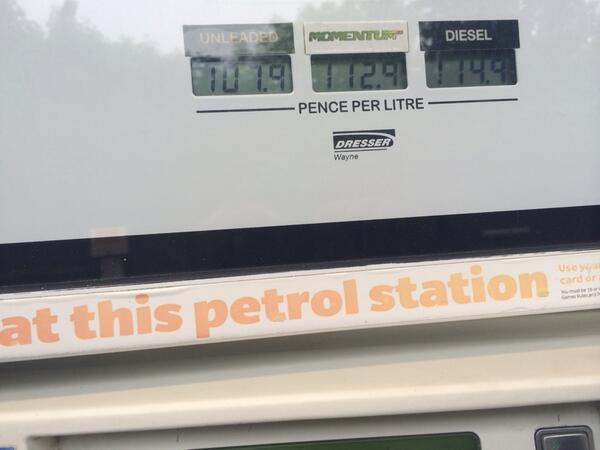 UNLEADED MOMENTUM DIESEL
107.9 112.9 114.9
PENCE PER LITRE
DRESSER
Wayne
at this petrol station
Use your
card or